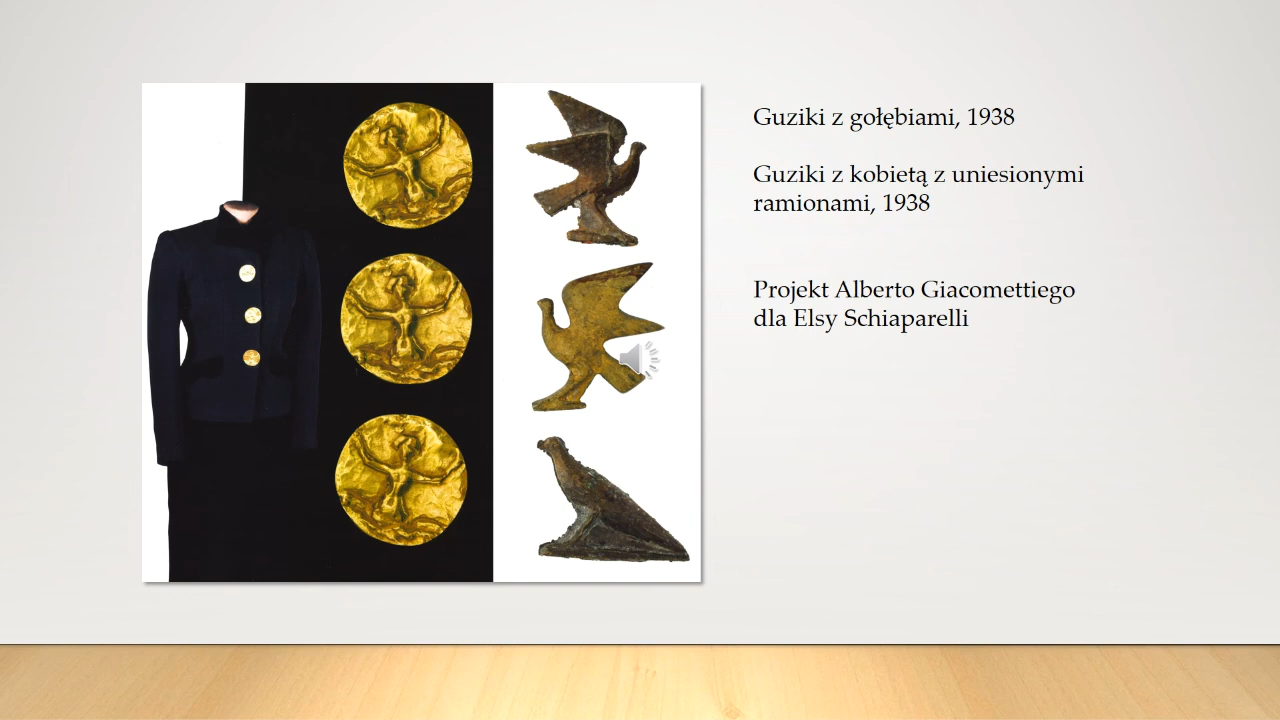 Guziki z gołębiami, 1938
Guziki z kobietą z uniesionymi
ramionami, 1938
Projekt Alberto Giacomettiego
dla Elsy Schiaparelli